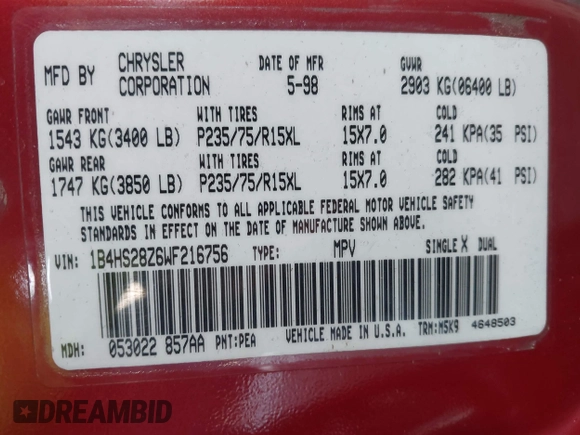 MFD BY CHRYSLER CORPORATION DATE OF MFR 5-98 GVWR 2903 KG(06400 LB)
GAWR FRONT WITH TIRES RIMS AT COLD
1543 KG(3400 LB) P235/75/R15XL 15X7.0 241 KPA(35 PSI)
GAWR REAR WITH TIRES RIMS AT COLD
1747 KG(3850 LB) P235/75/R15XL 15X7.0 282 KPA(41 PSI)
THIS VEHICLE CONFORMS TO ALL APPLICABLE FEDERAL MOTOR VEHICLE SAFETY
STANDARDS IN EFFECT ON THE DATE OF MANUFACTURE SHOWN ABOVE.
VIN: 1B4HS28Z6WF216756 TYPE: MPV SINGLE X DUAL
MDH: 053022 857AA PNT:PEA VEHICLE MADE IN U.S.A. TRM:M5K9 4648503
DREAMBID